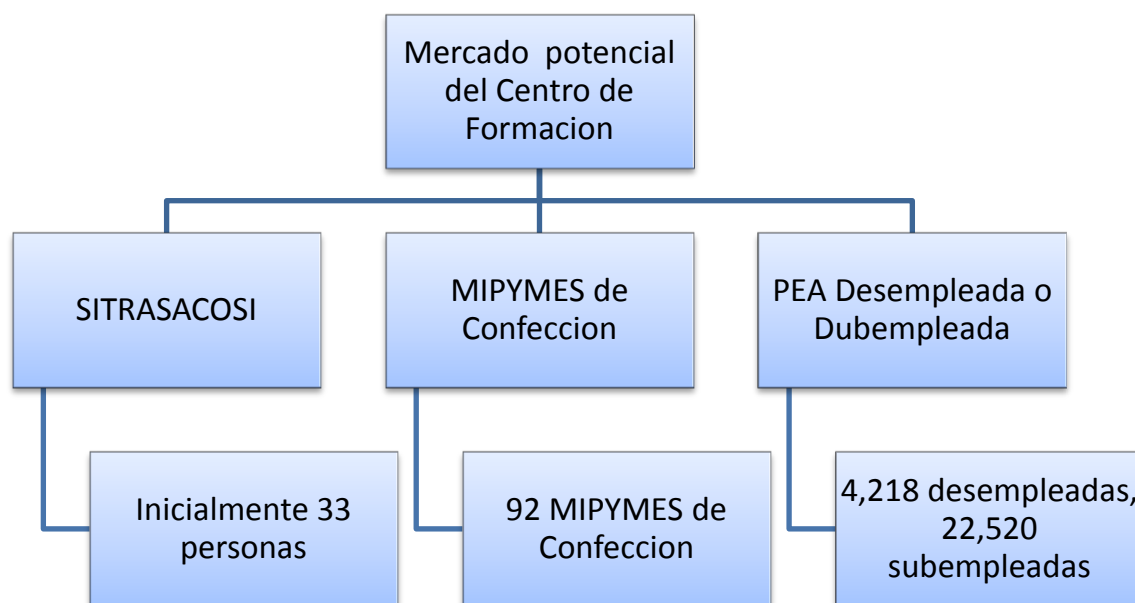 Mercado potencial
del Centro de
Formacion
SITRASACOSI
MIPYMES de
Confeccion
PEA Desempleada o
Dubempleada
Inicialmente 33
personas
92 MIPYMES de
Confeccion
4,218 desempleadas,
22,520
subempleadas